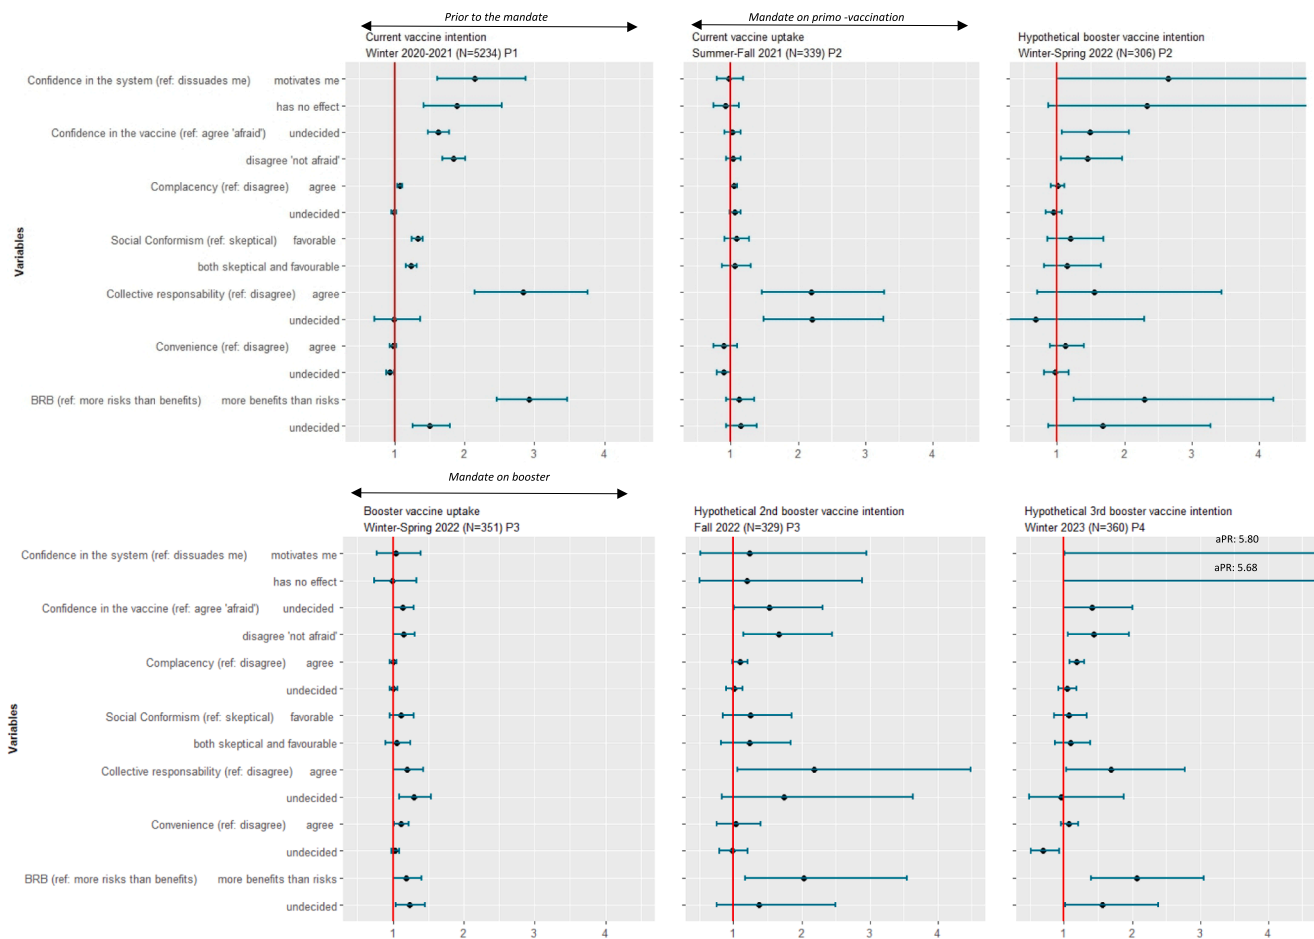 Prior to the mandate
Mandate on primo -vaccination
Current vaccine intention
Winter 2020-2021 (N=5234) P1
Current vaccine uptake
Summer-Fall 2021 (N=339) P2
Hypothetical booster vaccine intention
Winter-Spring 2022 (N=306) P2
Variables
Confidence in the system (ref: dissuades me) motivates me
has no effect
Confidence in the vaccine (ref: agree 'afraid') undecided
disagree 'not afraid'
Complacency (ref: disagree) agree
undecided
Social Conformism (ref: skeptical) favorable
both skeptical and favourable
Collective responsability (ref: disagree) agree
undecided
Convenience (ref: disagree) agree
undecided
BRB (ref: more risks than benefits) more benefits than risks
undecided
1 2 3 4
1 2 3 4
1 2 3 4
Mandate on booster
Booster vaccine uptake
Winter-Spring 2022 (N=351) P3
Hypothetical 2nd booster vaccine intention
Fall 2022 (N=329) P3
Hypothetical 3rd booster vaccine intention
Winter 2023 (N=360) P4
aPR: 5.80
aPR: 5.68
Variables
Confidence in the system (ref: dissuades me) motivates me
has no effect
Confidence in the vaccine (ref: agree 'afraid') undecided
disagree 'not afraid'
Complacency (ref: disagree) agree
undecided
Social Conformism (ref: skeptical) favorable
both skeptical and favourable
Collective responsability (ref: disagree) agree
undecided
Convenience (ref: disagree) agree
undecided
BRB (ref: more risks than benefits) more benefits than risks
undecided
1 2 3 4
1 2 3 4
1 2 3 4